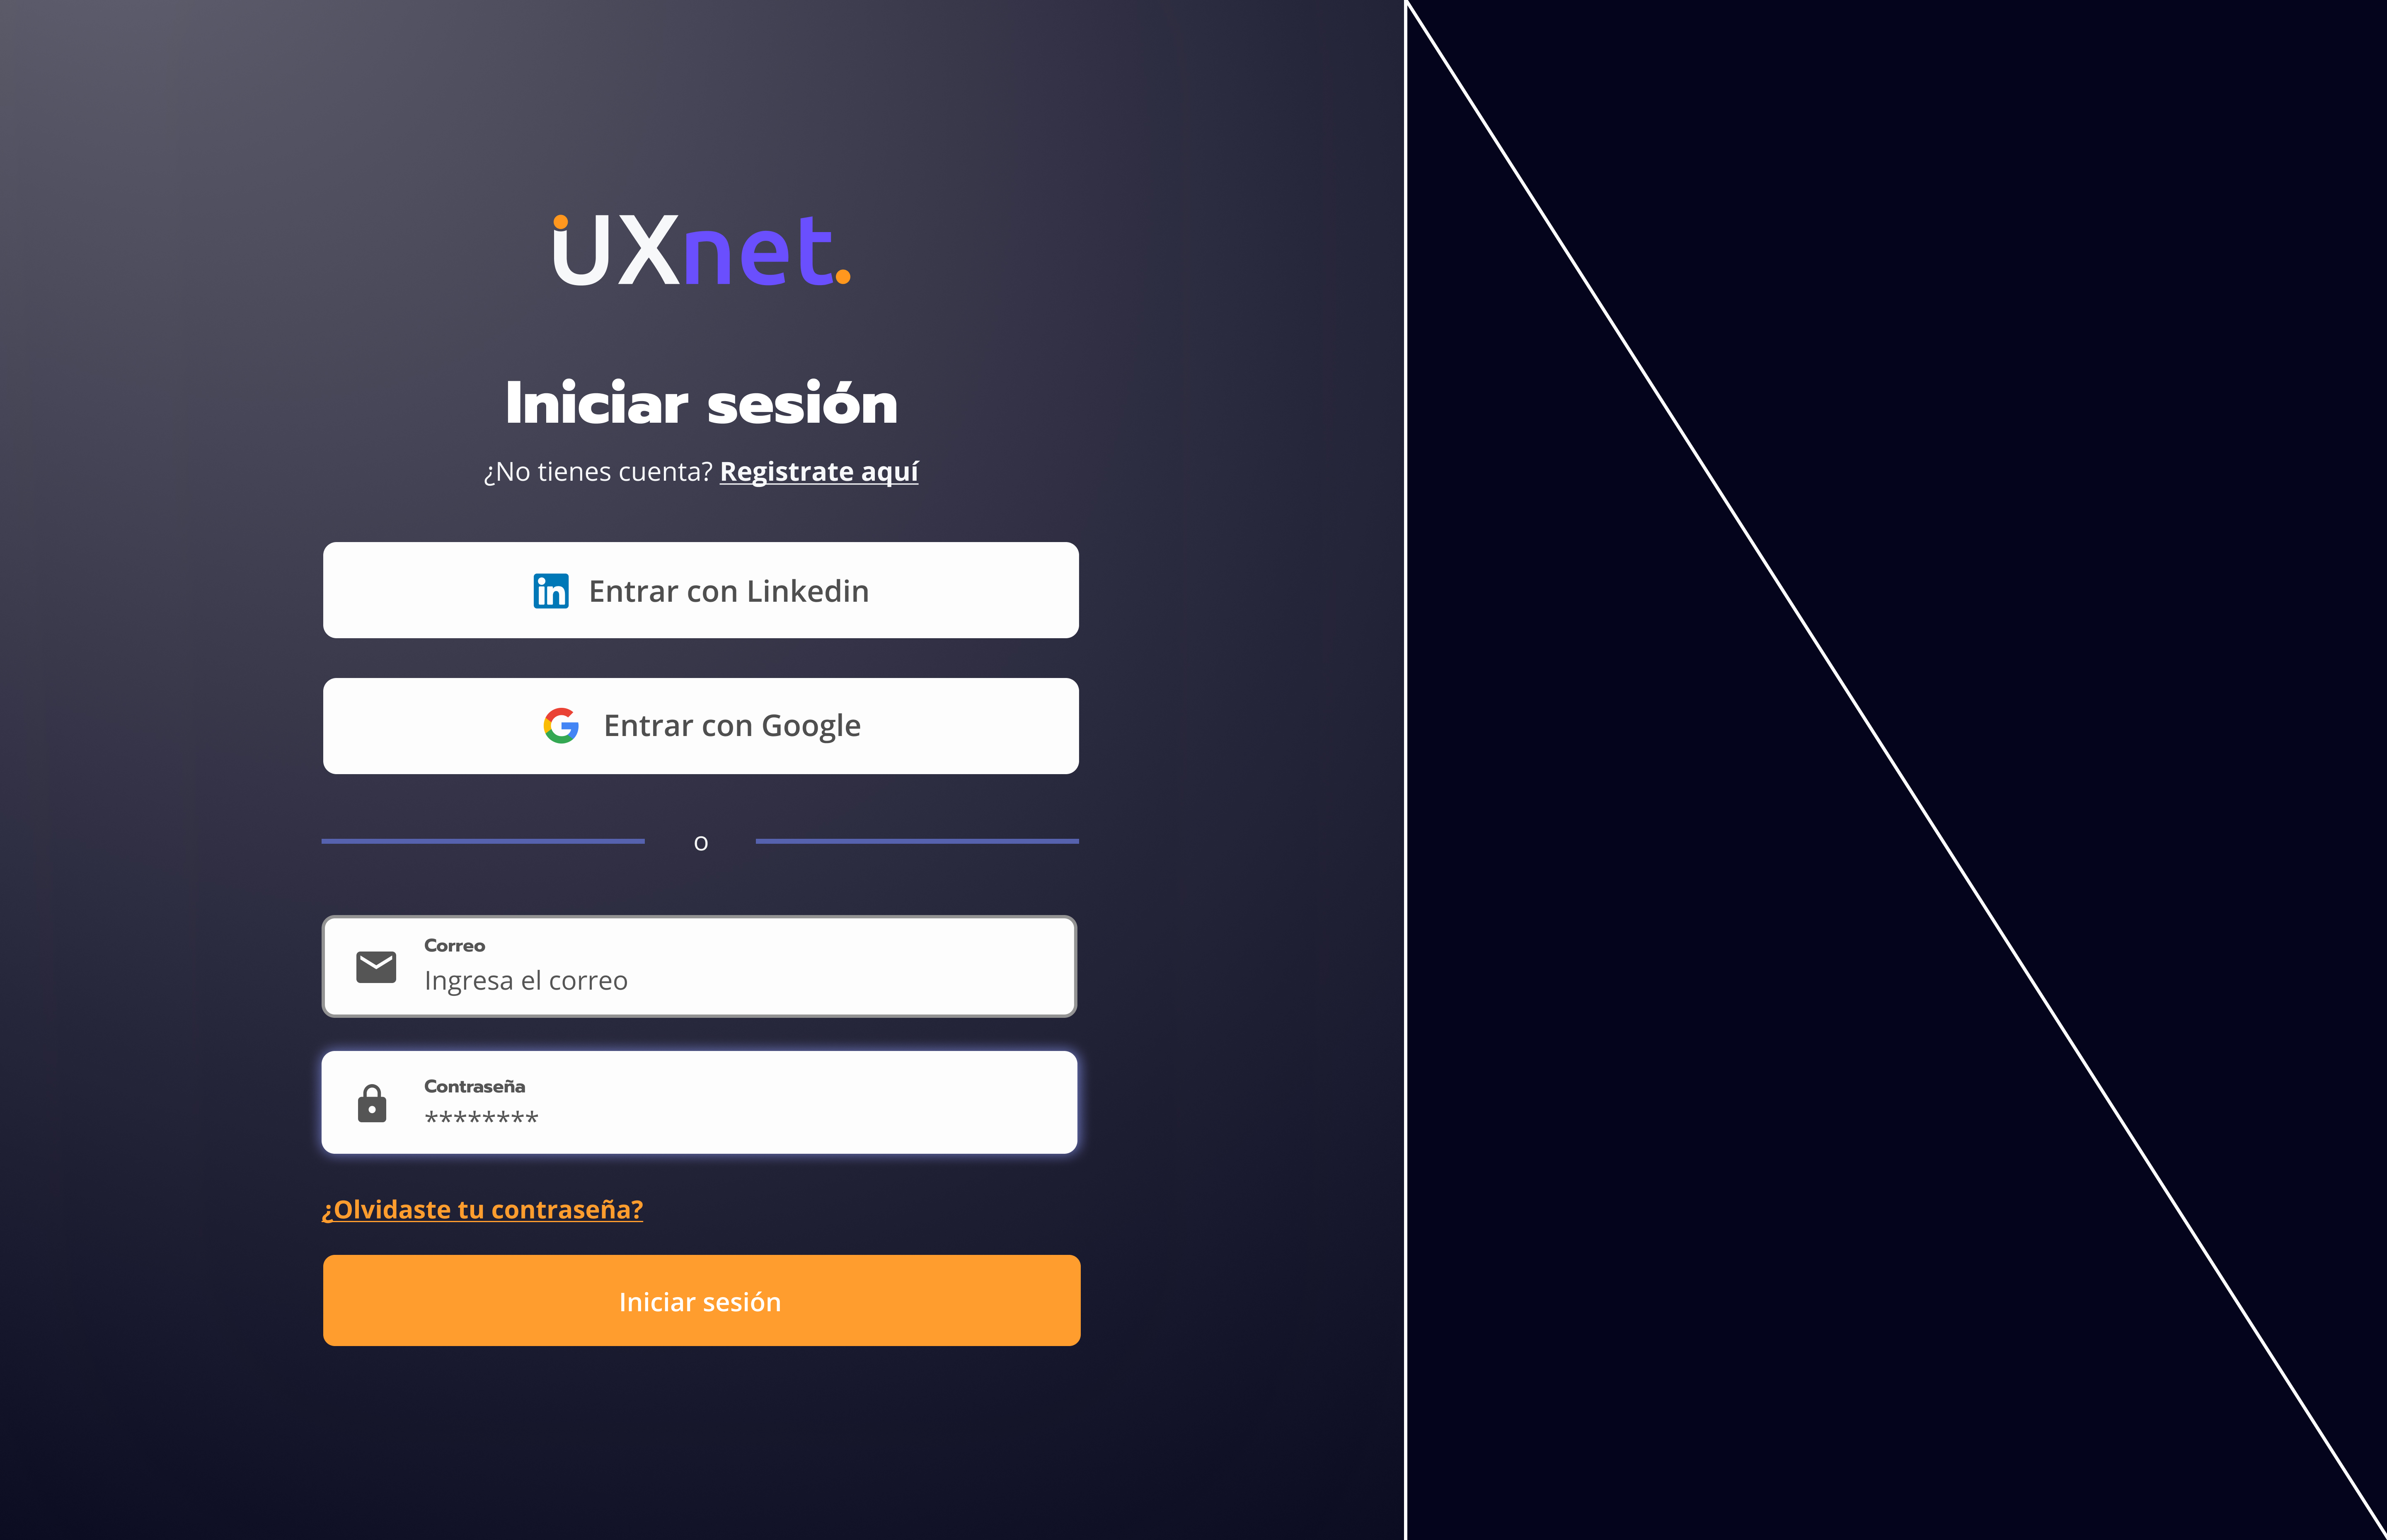 UXnet.
Iniciar sesión
¿No tienes cuenta? Registrate aquí
Entrar con Linkedin
Entrar con Google
o
Correo
Ingresa el correo
Contraseña
********
¿Olvidaste tu contraseña?
Iniciar sesión